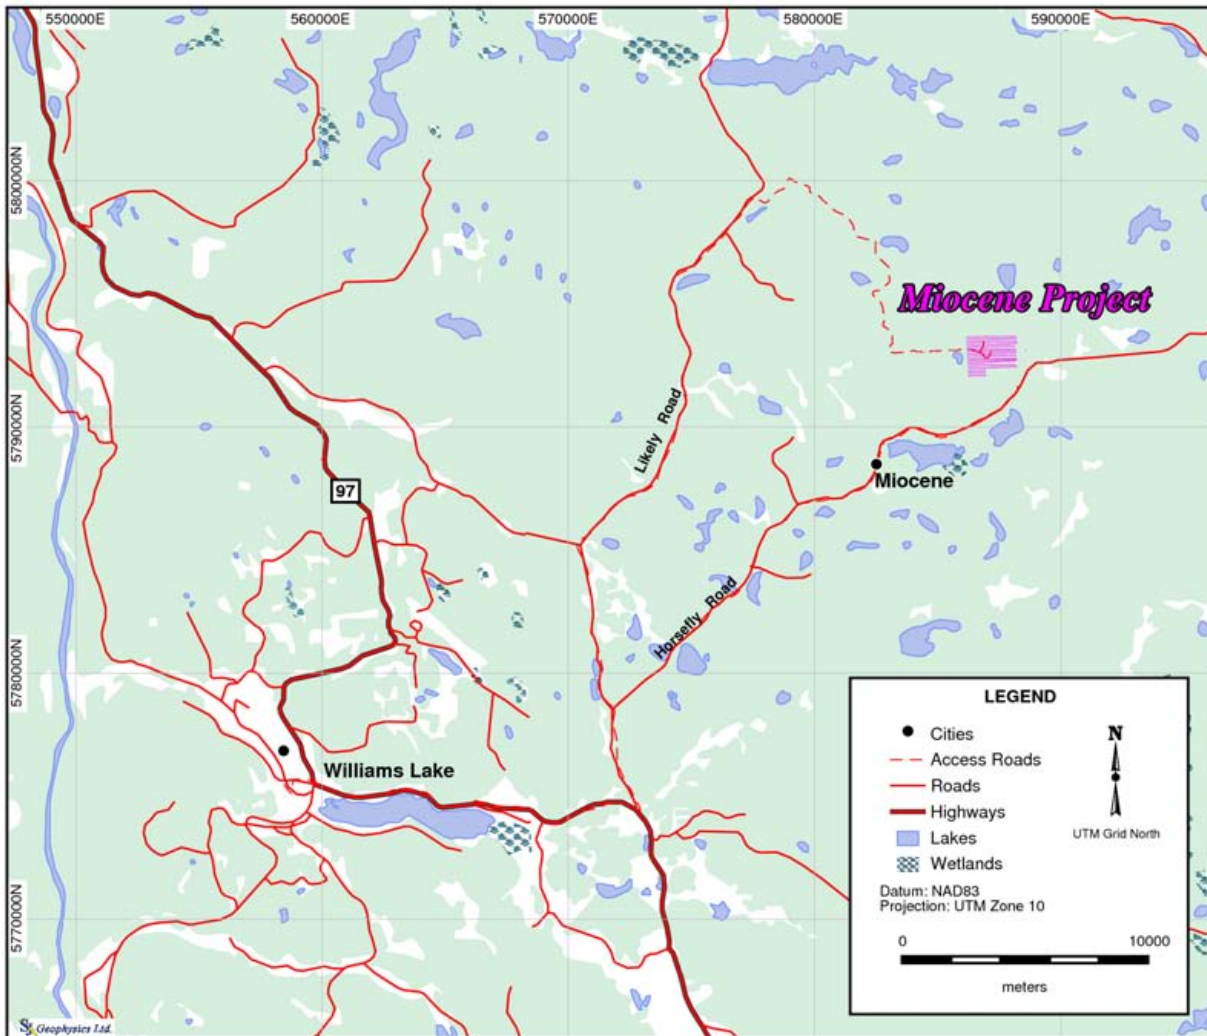 550000E
560000E
570000E
580000E
590000E
5800000N
5790000N
5780000N
5770000N
Miocene Project
Likely Road
97
Miocene
Horsefly Road
Williams Lake
LEGEND
Cities
Access Roads
Roads
Highways
Lakes
Wetlands
N
UTM Grid North
Datum: NAD83
Projection: UTM Zone 10
0 10000
meters
Geophysics Ltd.